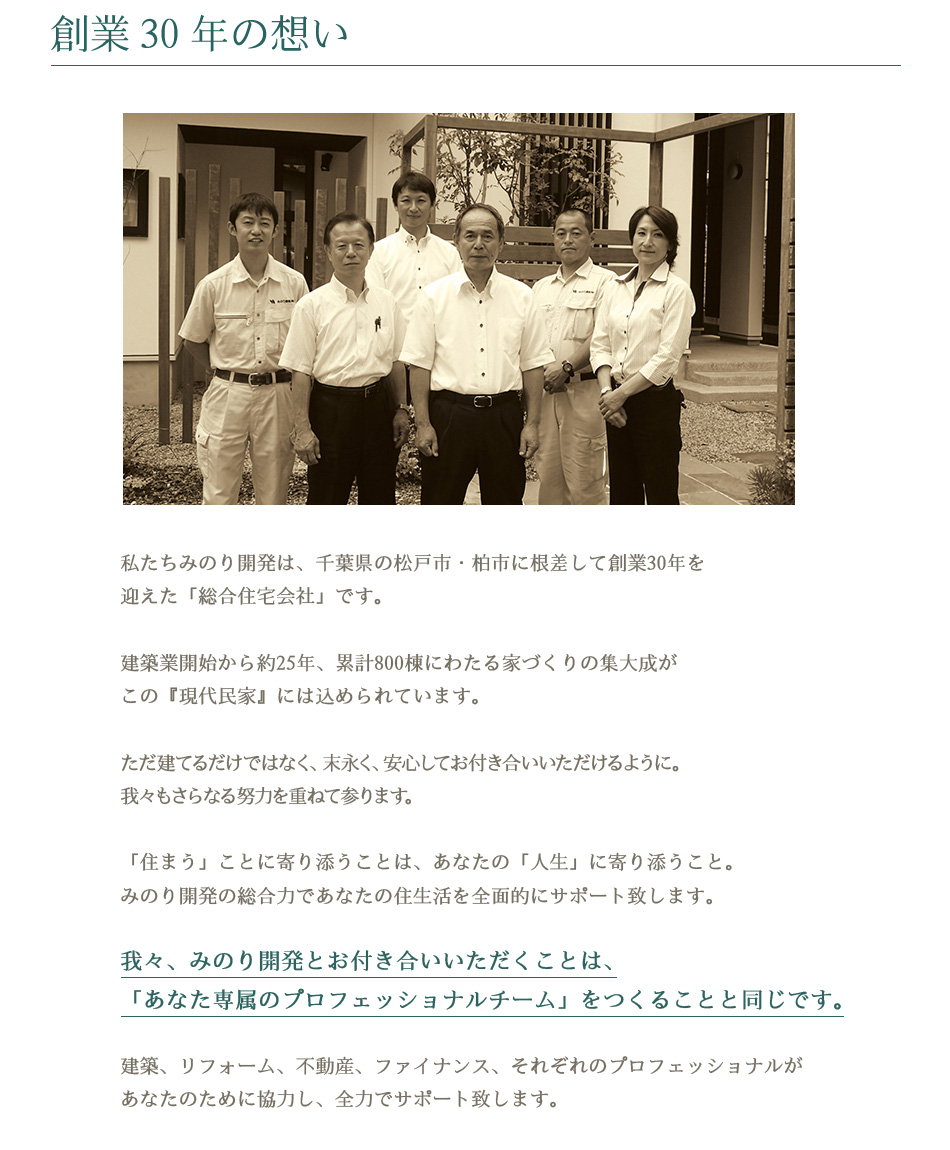 創業 30 年の想い
私たちみのり開発は、千葉県の松戸市・柏市に根差して創業30年を
迎えた「総合住宅会社」です。
建築業開始から約25年、累計800棟にわたる家づくりの集大成が
この『現代民家』には込められています。
ただ建てるだけではなく、末永く、安心してお付き合いいただけるように。
我々もさらなる努力を重ねて参ります。
「住まう」ことに寄り添うことは、あなたの「人生」に寄り添うこと。
みのり開発の総合力であなたの住生活を全面的にサポート致します。
我々、みのり開発とお付き合いいただくことは、
「あなた専属のプロフェッショナルチーム」をつくることと同じです。
建築、リフォーム、不動産、ファイナンス、それぞれのプロフェッショナルが
あなたのために協力し、全力でサポート致します。